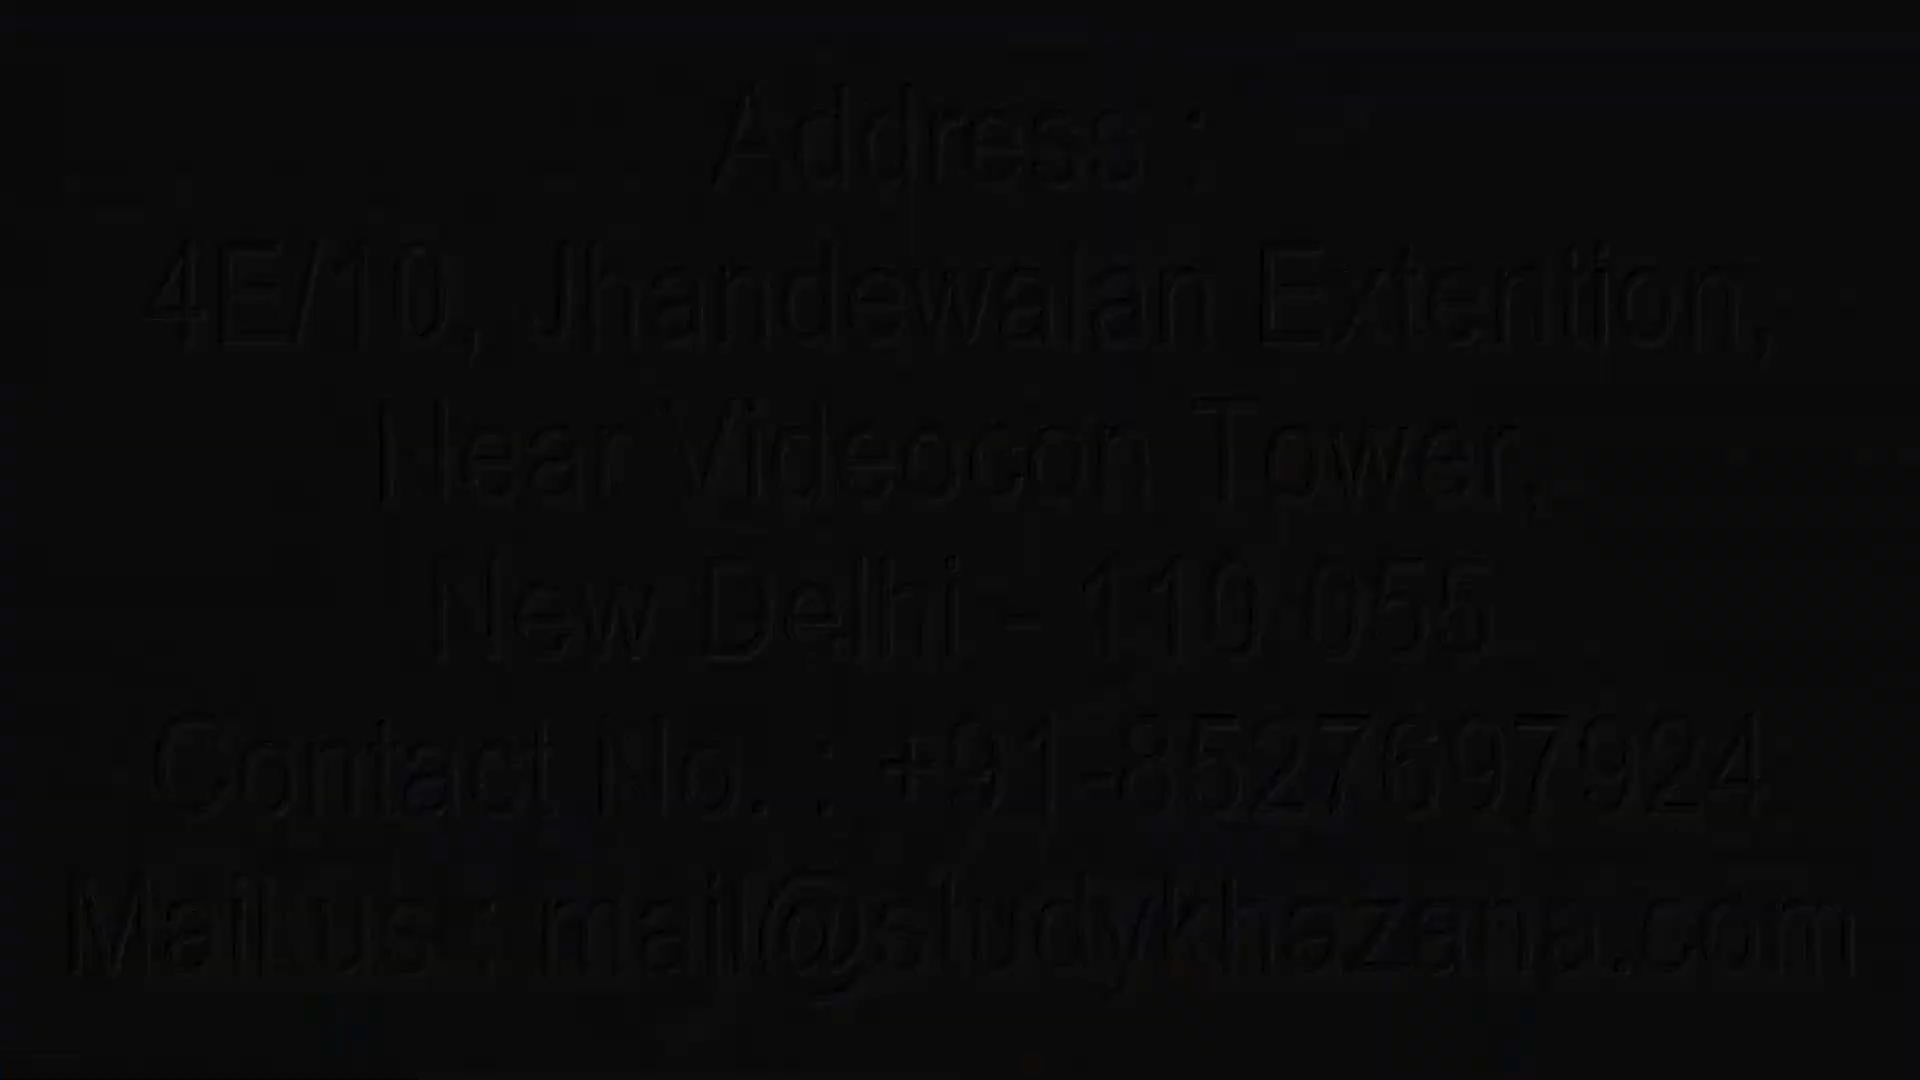 Address :
4E/10, Jhandewalan Extention,
Near Videocon Tower,
New Delhi - 110 055
Contact No. : +91-8527697924
Mail us : mail@studykhazana.com